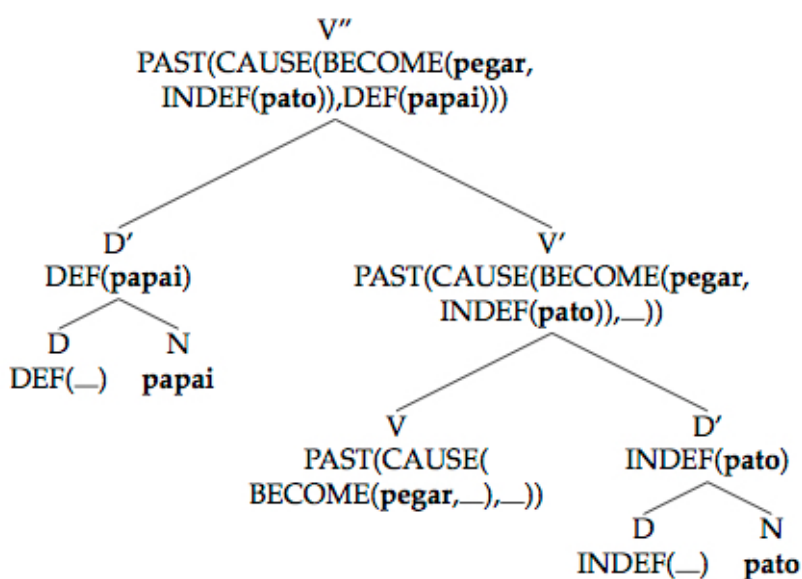 V″
PAST(CAUSE(BECOME(pegar,
INDEF(pato)),DEF(papai)))
D′
DEF(papai)
V′
PAST(CAUSE(BECOME(pegar,
INDEF(pato)),__))
D
DEF(__)
N
papai
V
PAST(CAUSE(
BECOME(pegar,__),__))
D′
INDEF(pato)
D
INDEF(__)
N
pato